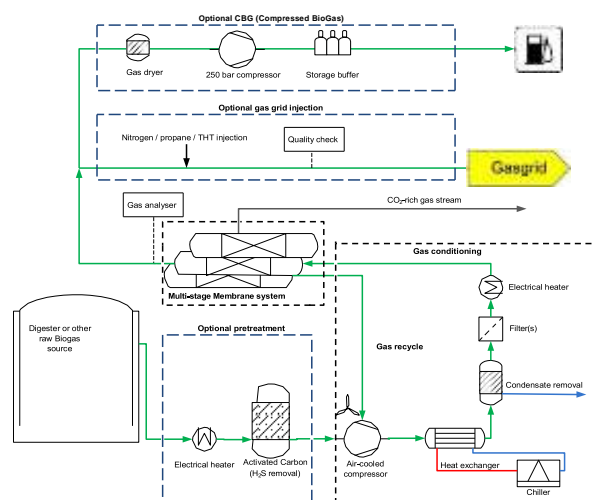 Optional CBG (Compressed BioGas)
Gas dryer
250 bar compressor
Storage buffer
Optional gas grid injection
Nitrogen / propane / THT injection
Quality check
Gasgrid
Gas analyser
CO₂-rich gas stream
Gas conditioning
Multi-stage Membrane system
Electrical heater
Digester or other
raw Biogas
source
Optional pretreatment
Gas recycle
Filter(s)
Condensate removal
Electrical heater
Activated Carbon
(H₂S removal)
Air-cooled
compressor
Heat exchanger
Chiller